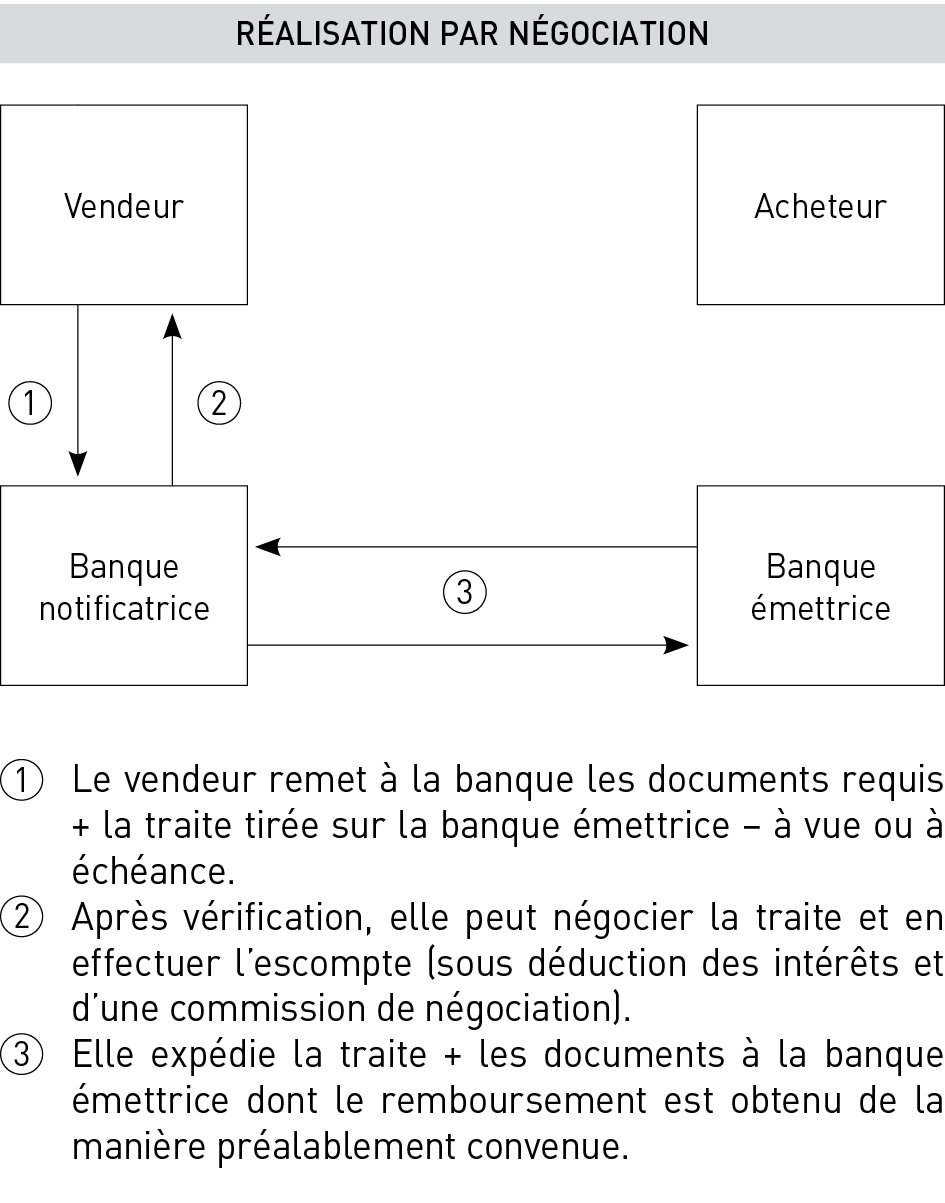 RÉALISATION PAR NÉGOCIATION
Vendeur
Acheteur
1
2
Banque
notificatrice
3
Banque
émettrice
1 Le vendeur remet à la banque les documents requis
+ la traite tirée sur la banque émettrice – à vue ou à
échéance.
2 Après vérification, elle peut négocier la traite et en
effectuer l’escompte (sous déduction des intérêts et
d’une commission de négociation).
3 Elle expédie la traite + les documents à la banque
émettrice dont le remboursement est obtenu de la
manière préalablement convenue.